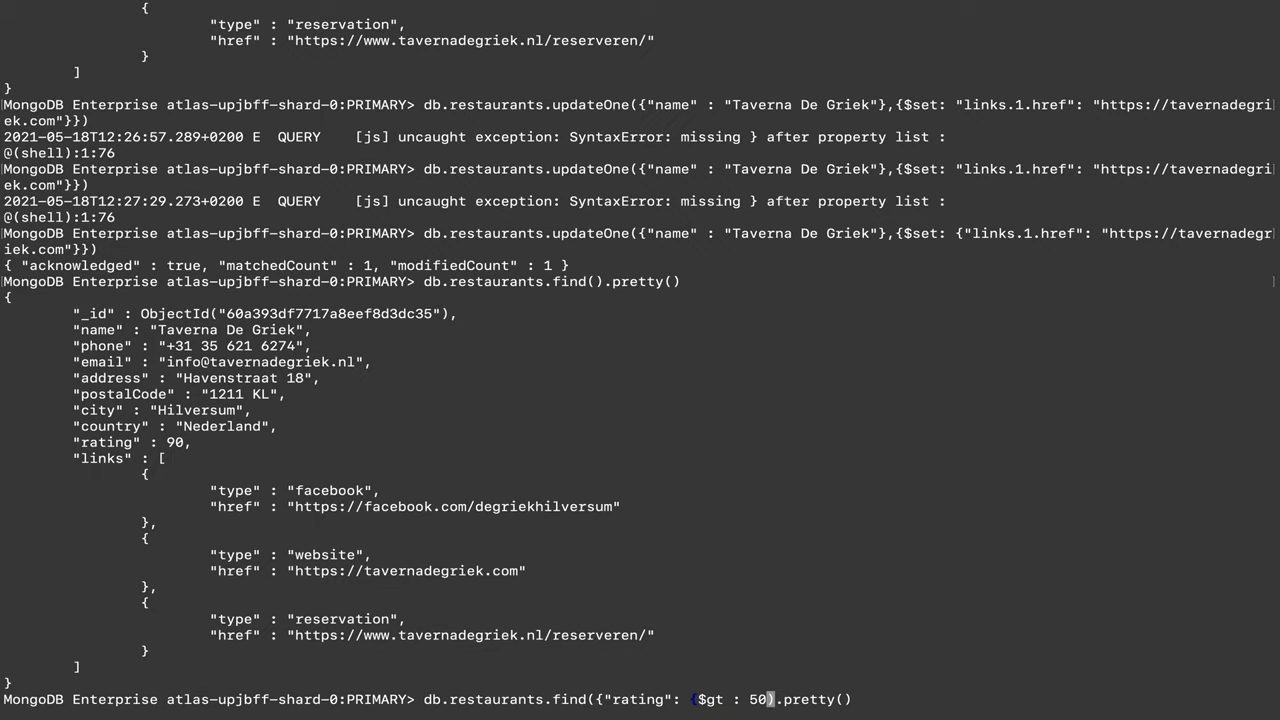 {
"type" : "reservation",
"href" : "https://www.tavernadegriek.nl/reserveren/"
}
]
}
MongoDB Enterprise atlas-upjbff-shard-0:PRIMARY> db.restaurants.updateOne({"name" : "Taverna De Griek"},{$set: "links.1.href": "https://tavernadegri
ek.com"}})
2021-05-18T12:26:57.289+0200 E  QUERY    [js] uncaught exception: SyntaxError: missing } after property list :
@(shell):1:76
MongoDB Enterprise atlas-upjbff-shard-0:PRIMARY> db.restaurants.updateOne({"name" : "Taverna De Griek"},{$set: "links.1.href": "https://tavernadegri
ek.com"}})
2021-05-18T12:27:29.273+0200 E  QUERY    [js] uncaught exception: SyntaxError: missing } after property list :
@(shell):1:76
MongoDB Enterprise atlas-upjbff-shard-0:PRIMARY> db.restaurants.updateOne({"name" : "Taverna De Griek"},{$set: {"links.1.href": "https://tavernadegr
iek.com"}})
{ "acknowledged" : true, "matchedCount" : 1, "modifiedCount" : 1 }
MongoDB Enterprise atlas-upjbff-shard-0:PRIMARY> db.restaurants.find().pretty()
{
"_id" : ObjectId("60a393df7717a8eef8d3dc35"),
"name" : "Taverna De Griek",
"phone" : "+31 35 621 6274",
"email" : "info@tavernadegriek.nl",
"address" : "Havenstraat 18",
"postalCode" : "1211 KL",
"city" : "Hilversum",
"country" : "Nederland",
"rating" : 90,
"links" : [
{
"type" : "facebook",
"href" : "https://facebook.com/degriekhilversum"
},
{
"type" : "website",
"href" : "https://tavernadegriek.com"
},
{
"type" : "reservation",
"href" : "https://www.tavernadegriek.nl/reserveren/"
}
]
}
MongoDB Enterprise atlas-upjbff-shard-0:PRIMARY> db.restaurants.find({"rating": {$gt : 50}.pretty()